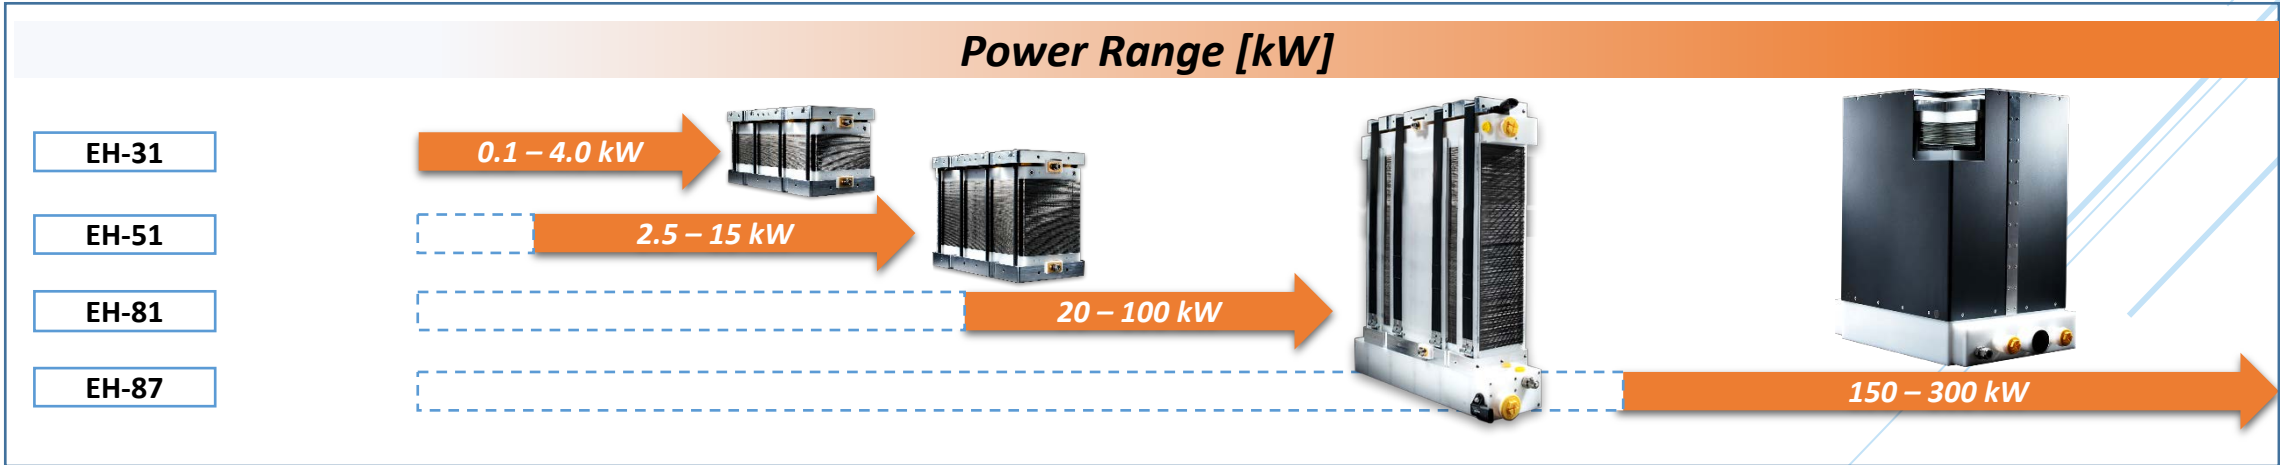 Power Range [kW]
EH-31
0.1 – 4.0 kW
EH-51
2.5 – 15 kW
EH-81
20 – 100 kW
EH-87
150 – 300 kW